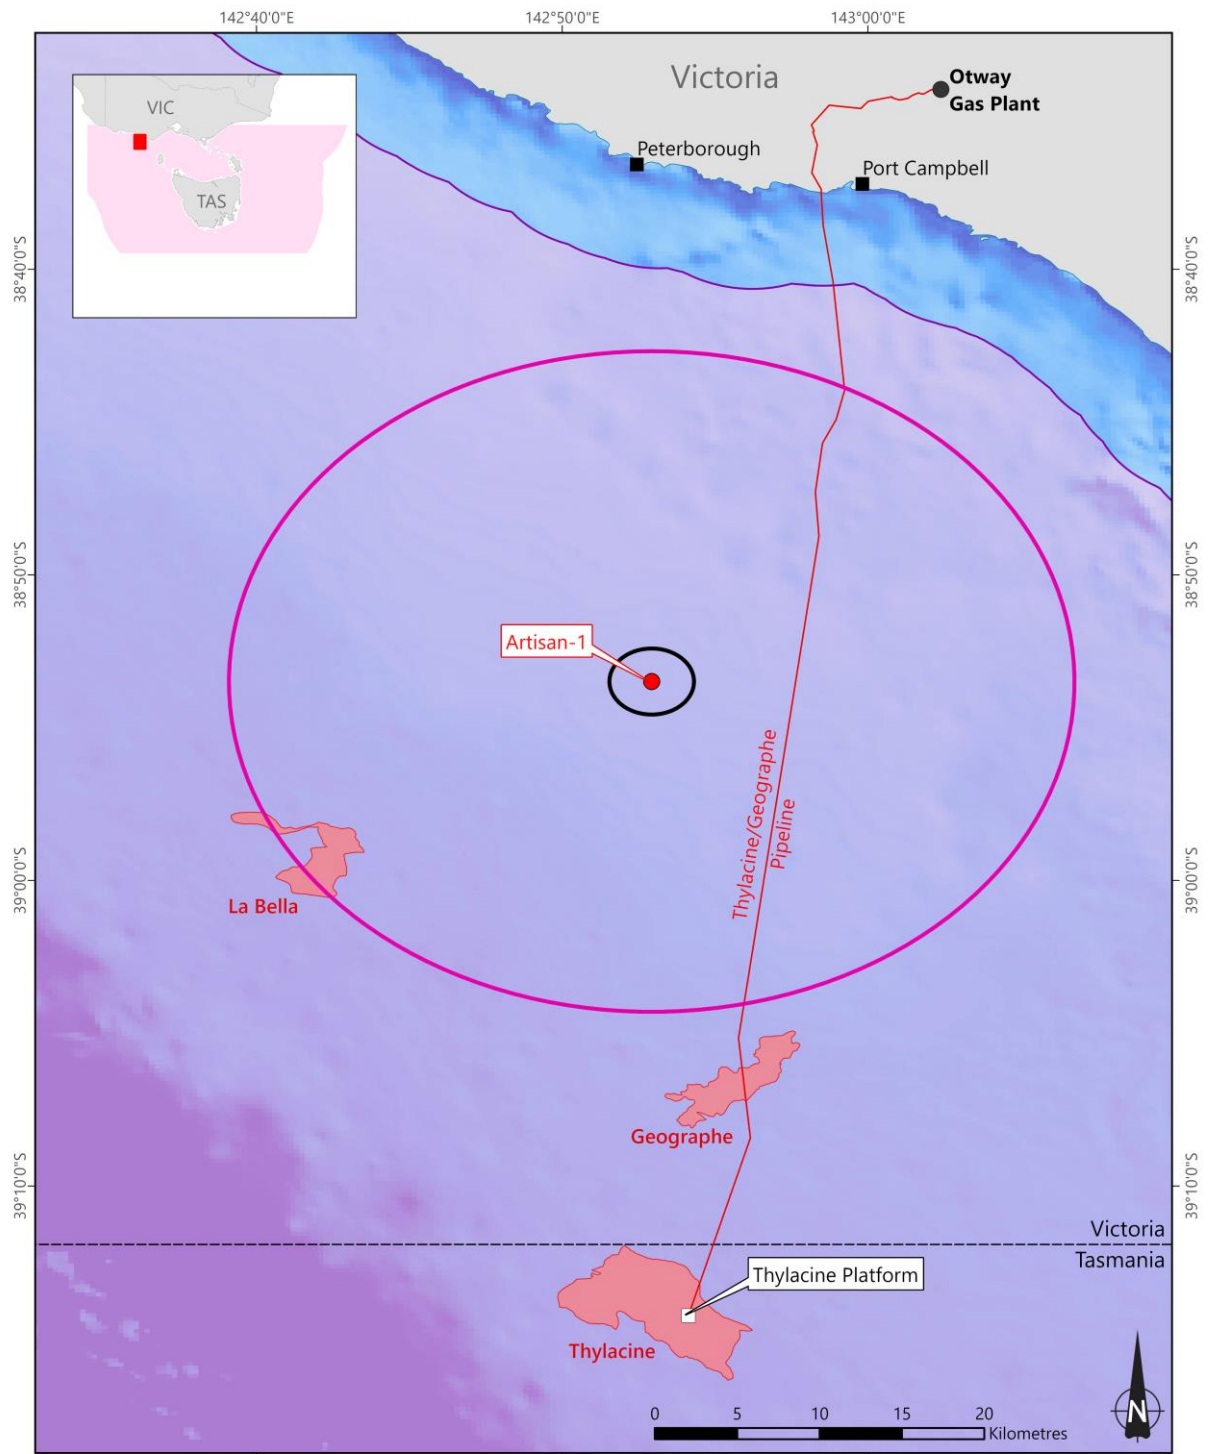 142°40'0"E
142°50'0"E
143°00'0"E
Victoria
Otway
Gas Plant
VIC
TAS
Peterborough
Port Campbell
38°40'0"S
38°40'0"S
38°50'0"S
38°50'0"S
Artisan-1
Thylacine/Geographe
Pipeline
39°00'0"S
39°00'0"S
La Bella
Geographe
39°10'0"S
39°10'0"S
Victoria
Tasmania
Thylacine Platform
Thylacine
0 5 10 15 20
Kilometres
N